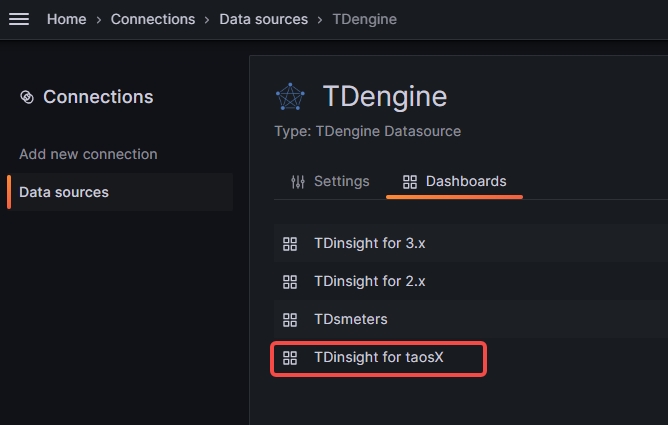 Home > Connections > Data sources > TDengine
Connections
Add new connection
Data sources
TDengine
Type: TDengine Datasource
Settings Dashboards
TDinsight for 3.x
TDinsight for 2.x
TDsmeters
TDinsight for taosX